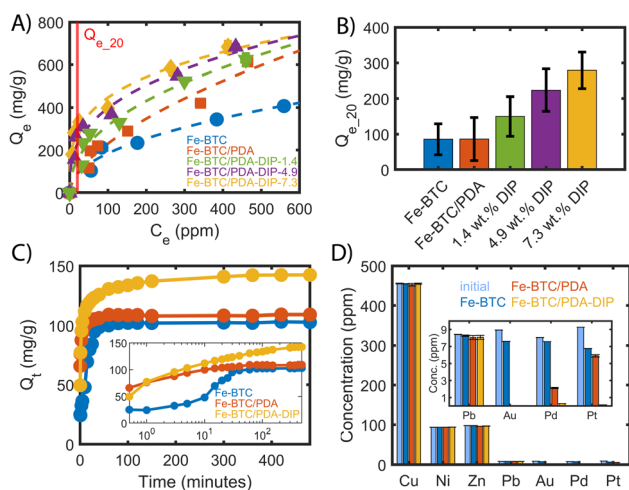 A)
Q_e_20
800
600
400
200
0
Q_e (mg/g)
Fe-BTC
Fe-BTC/PDA
Fe-BTC/PDA-DIP-1.4
Fe-BTC/PDA-DIP-4.9
Fe-BTC/PDA-DIP-7.3
0 100 200 300 400 500 600
C_e (ppm)
B)
400
300
200
100
0
Q_e_20 (mg/g)
Fe-BTC
Fe-BTC/PDA
1.4 wt.% DIP
4.9 wt.% DIP
7.3 wt.% DIP
C)
150
100
50
0
Q_t (mg/g)
150
100
50
0
Fe-BTC
Fe-BTC/PDA
Fe-BTC/PDA-DIP
10^0 10^1 10^2
0 100 200 300 400
Time (minutes)
D)
500
400
300
200
100
0
Concentration (ppm)
initial Fe-BTC/PDA
Fe-BTC Fe-BTC/PDA-DIP
9
7
5
3
1
Conc. (ppm)
Pb Au Pd Pt
Cu Ni Zn Pb Au Pd Pt